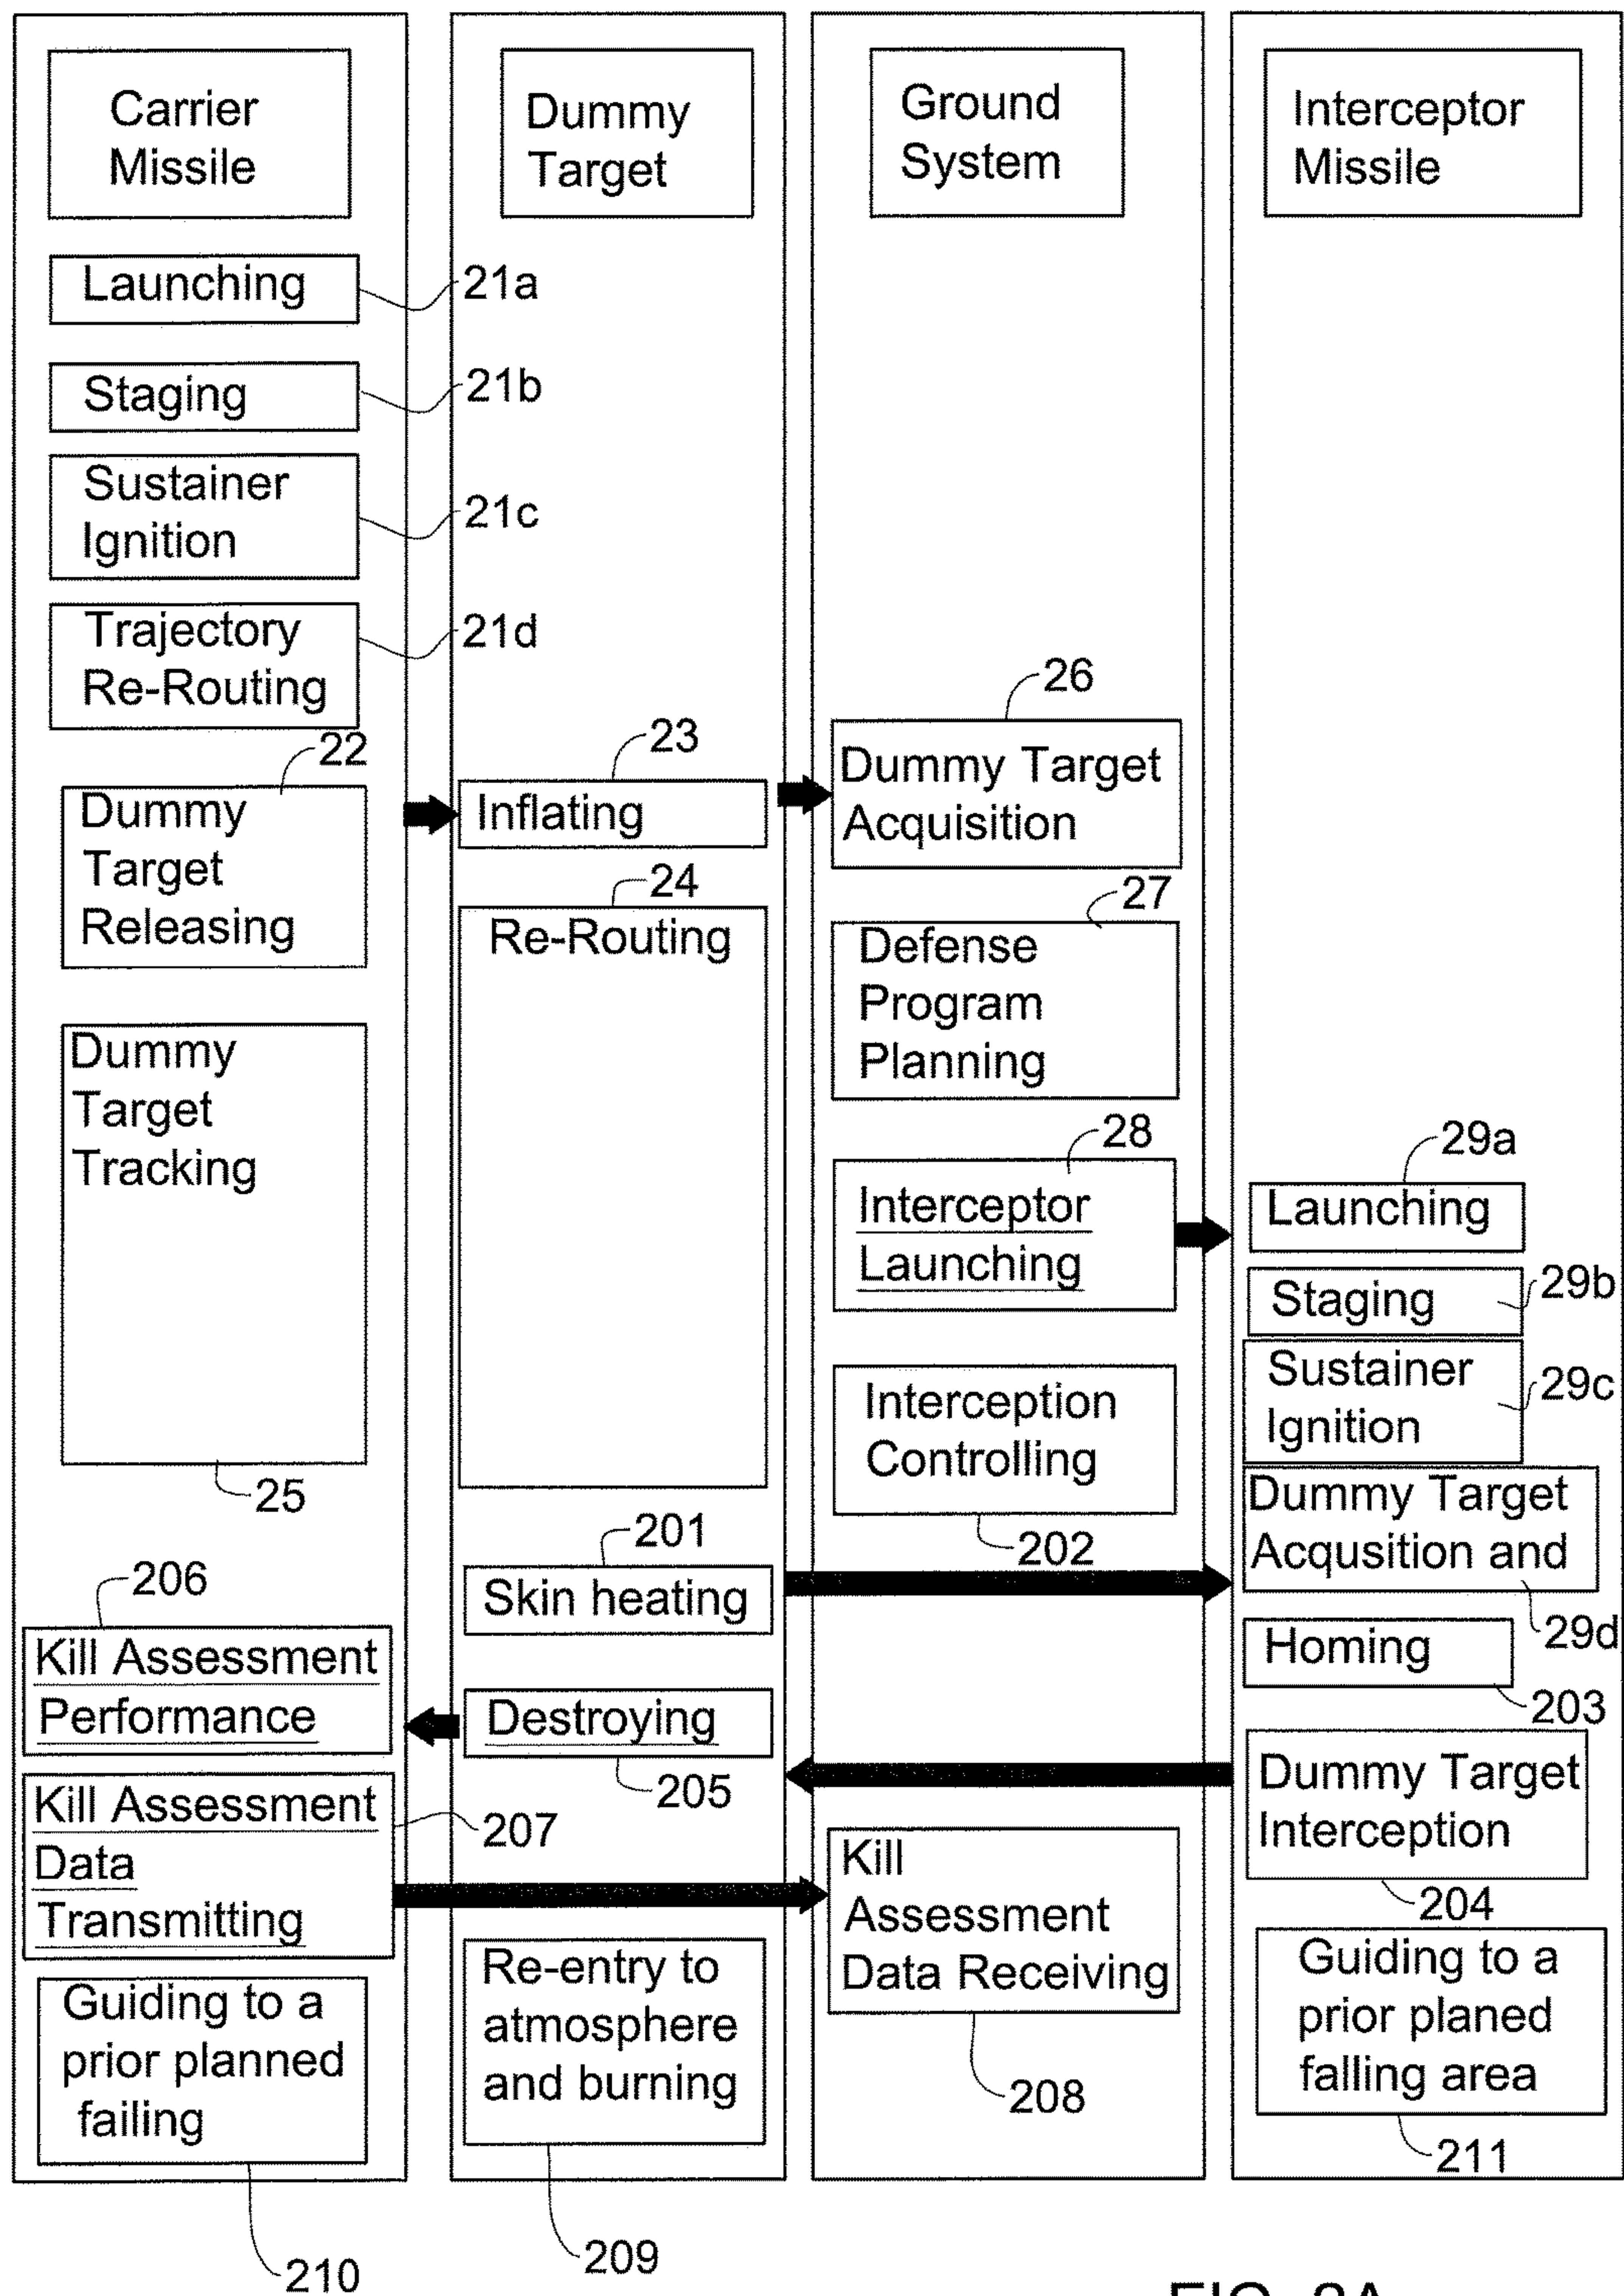 Carrier
Missile
Launching
21a
Staging
21b
Sustainer
Ignition
21c
Trajectory
Re-Routing
21d
22
Dummy
Target
Releasing
Dummy
Target
Tracking
25
206
Kill Assessment
Performance
Kill Assessment
Data
Transmitting
207
Guiding to a
prior planned
failing
210
Dummy
Target
23
Inflating
24
Re-Routing
201
Skin heating
Destroying
205
Re-entry to
atmosphere
and burning
209
Ground
System
26
Dummy Target
Acquisition
27
Defense
Program
Planning
28
Interceptor
Launching
Interception
Controlling
202
Kill
Assessment
Data Receiving
208
Interceptor
Missile
29a
Launching
Staging
29b
Sustainer
Ignition
29c
Dummy Target
Acqusition and
29d
Homing
203
Dummy Target
Interception
204
Guiding to a
prior planed
falling area
211